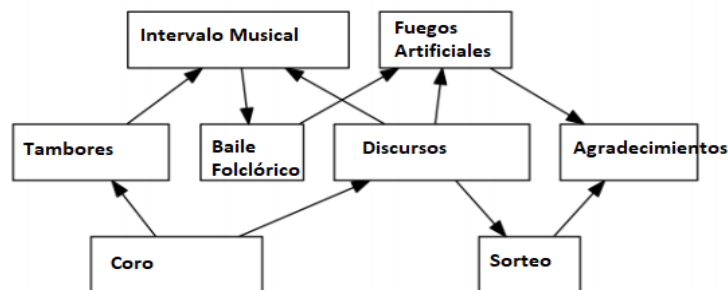 Intervalo Musical
Fuegos
Artificiales
Tambores
Baile
Folclórico
Discursos
Agradecimientos
Coro
Sorteo